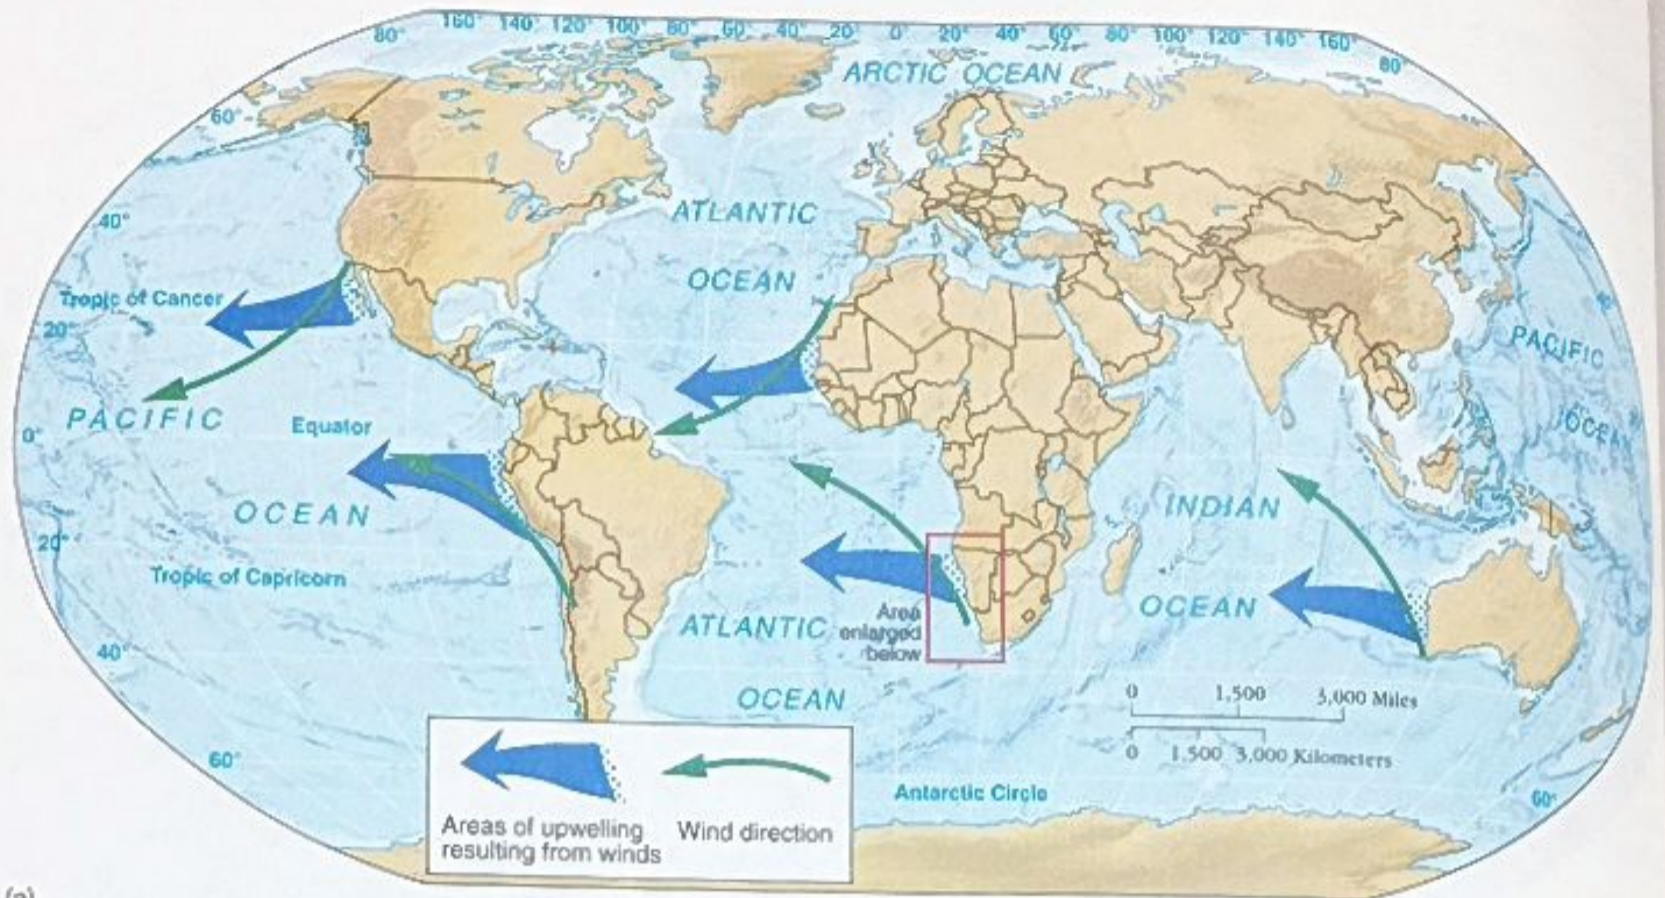 160° 140° 120° 100° 80° 60° 40° 20° 0° 20° 40° 60° 80° 100° 120° 140° 160°
80° 80°
ARCTIC OCEAN
60°
40°
ATLANTIC
OCEAN
Tropic of Cancer
20°
PACIFIC
OCEAN
PACIFIC
Equator
0°
OCEAN
INDIAN
OCEAN
20°
Tropic of Capricorn
Area
enlarged
below
ATLANTIC
OCEAN
40°
0 1,500 3,000 Miles
0 1,500 3,000 Kilometers
60°
Antarctic Circle
60°
Areas of upwelling
resulting from winds
Wind direction